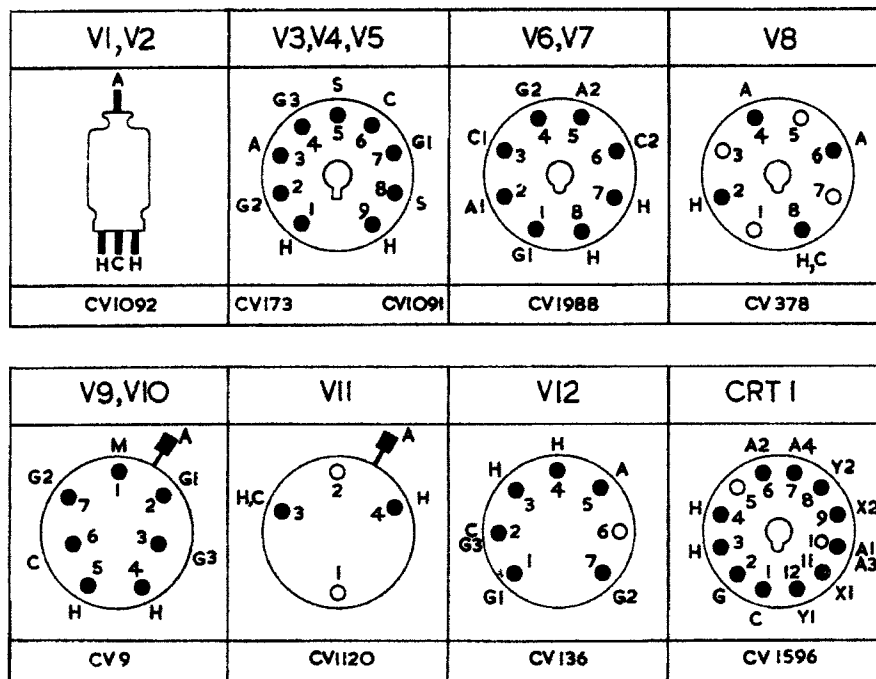 V1,V2
V3,V4,V5
V6,V7
V8
A
H C H
G3 S C
A 4 5 6 G1
3 7
G2 2 8 S
1 9
H H
G2 A2
C1 4 5 C2
3 6
A1 2 7 H
1 8
G1 H
A
4 5
3 6 A
H 2 7
1 8
H,C
CV1092
CV173 CV1091
CV1988
CV378
V9,V10
V11
V12
CRT 1
M A
G2 1 G1
7 2
6 3
C 5 4 G3
H H
A
2
H,C 3 4 H
1
H
H 4 A
3 5
C 2 6
G3
1 7
G1 G2
A2 A4
5 6 7 8 Y2
H 4 9 X2
H 3 10 A1
2 11 A3
G 1 12 X1
C Y1
CV9
CV1120
CV136
CV1596